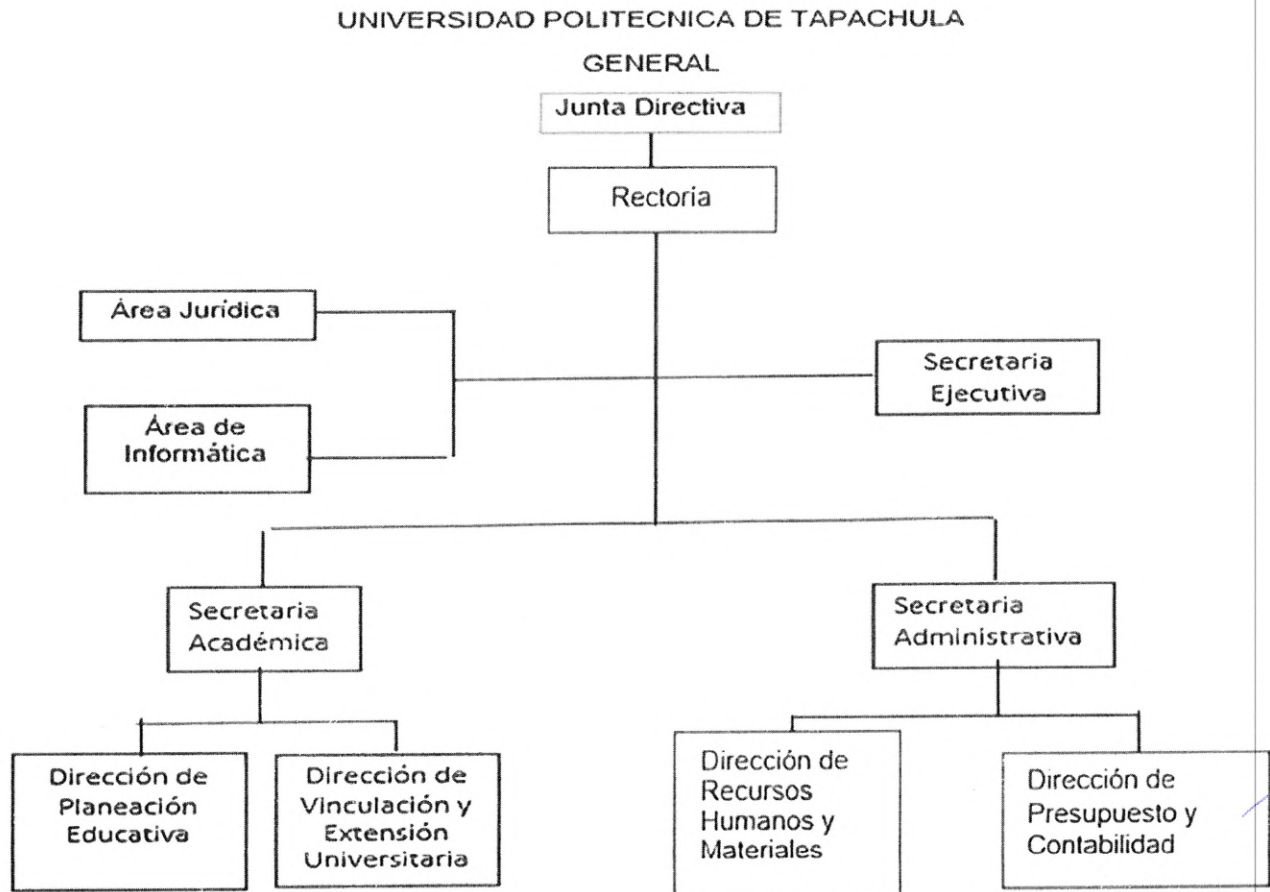 UNIVERSIDAD POLITECNICA DE TAPACHULA
GENERAL
Junta Directiva
Rectoria
Área Jurídica
Secretaria
Ejecutiva
Área de
Informática
Secretaria
Académica
Secretaria
Administrativa
Dirección de
Planeación
Educativa
Dirección de
Vinculación y
Extensión
Universitaria
Dirección de
Recursos
Humanos y
Materiales
Dirección de
Presupuesto y
Contabilidad